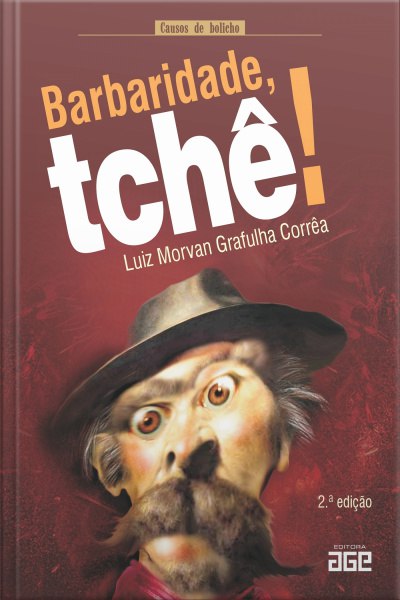 Causos de bolicho
Barbaridade,
tchê!
Luiz Morvan Grafulha Corrêa
2.ª edição
EDITORA
AGE